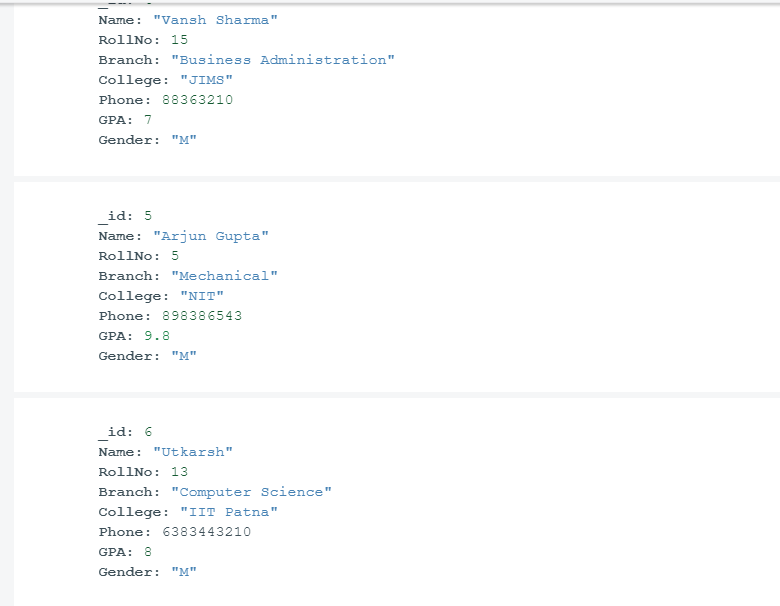 Name: "Vansh Sharma"
RollNo: 15
Branch: "Business Administration"
College: "JIMS"
Phone: 88363210
GPA: 7
Gender: "M"
_id: 5
Name: "Arjun Gupta"
RollNo: 5
Branch: "Mechanical"
College: "NIT"
Phone: 898386543
GPA: 9.8
Gender: "M"
_id: 6
Name: "Utkarsh"
RollNo: 13
Branch: "Computer Science"
College: "IIT Patna"
Phone: 6383443210
GPA: 8
Gender: "M"